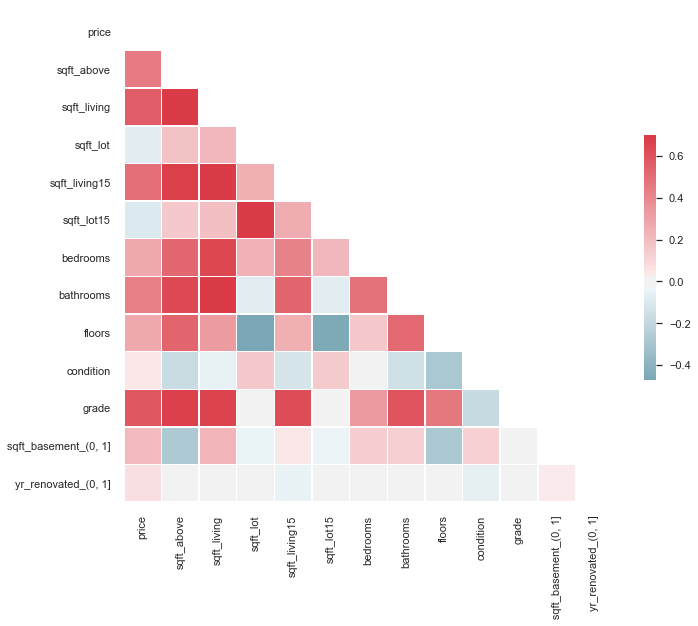 price
sqft_above
sqft_living
sqft_lot
sqft_living15
sqft_lot15
bedrooms
bathrooms
floors
condition
grade
sqft_basement_(0, 1]
yr_renovated_(0, 1]
price
sqft_above
sqft_living
sqft_lot
sqft_living15
sqft_lot15
bedrooms
bathrooms
floors
condition
grade
sqft_basement_(0, 1]
yr_renovated_(0, 1]
0.6
0.4
0.2
0.0
−0.2
−0.4